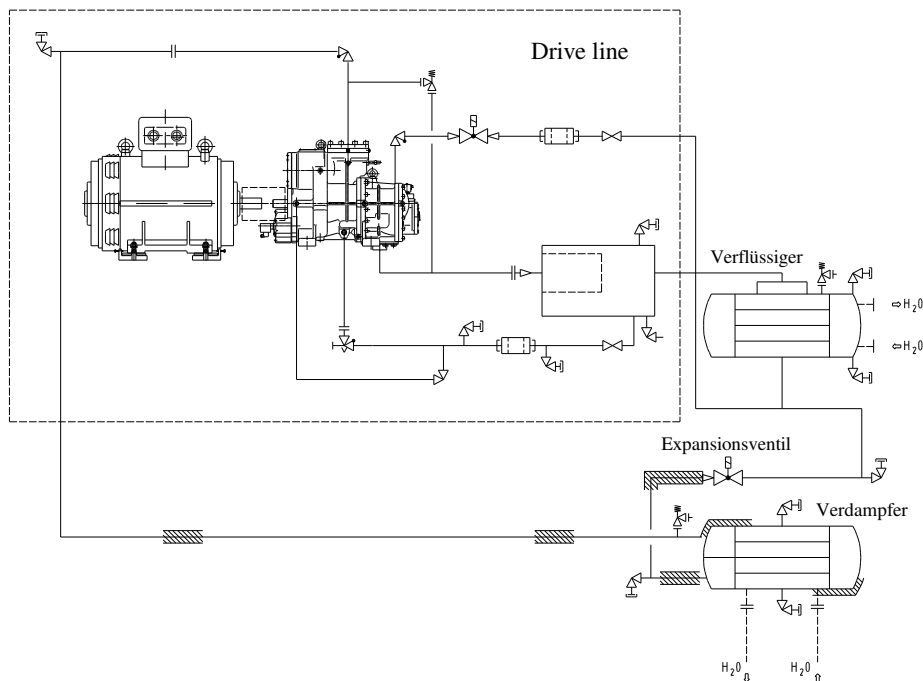 Drive line
Verflüssiger
⇨H₂O
⇦H₂O
Expansionsventil
Verdampfer
H₂O
H₂O